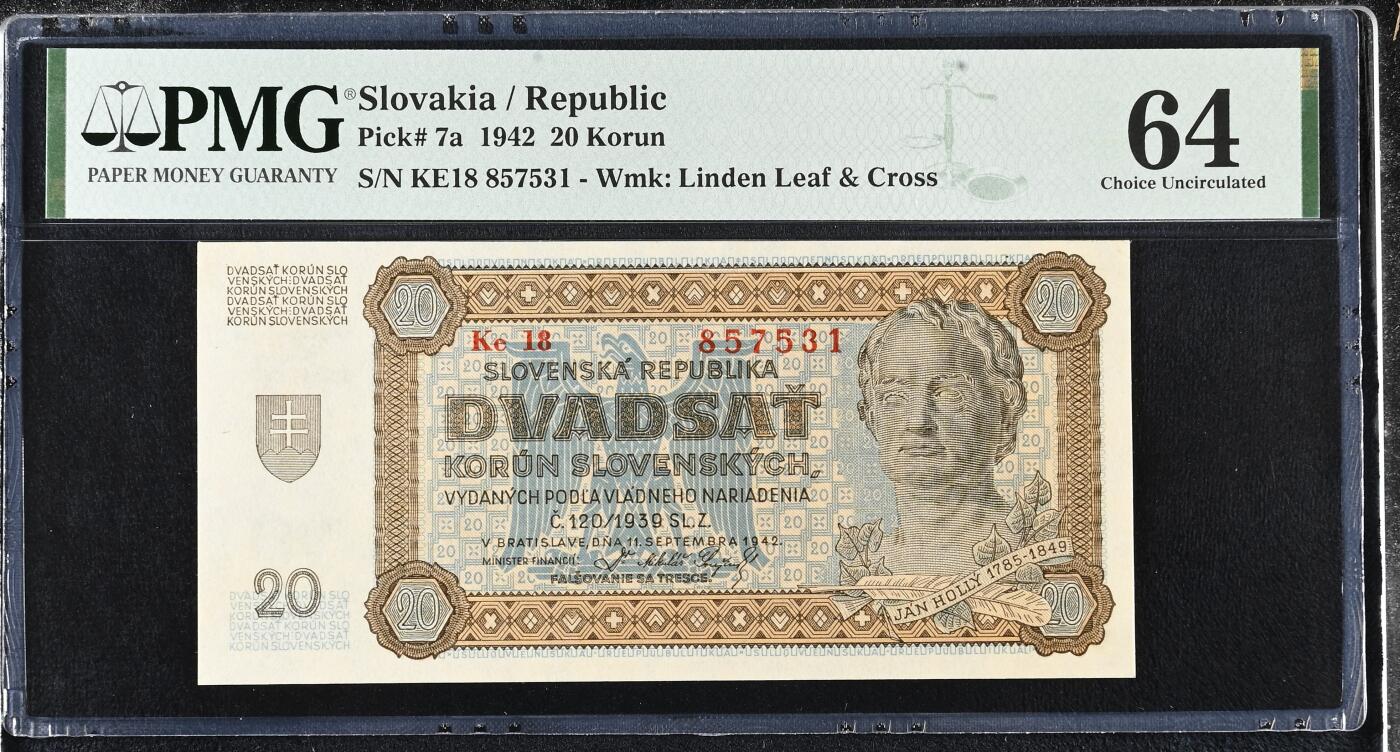 PMG®
PAPER MONEY GUARANTY
Slovakia / Republic
Pick# 7a 1942 20 Korun
S/N KE18 857531 - Wmk: Linden Leaf & Cross
64
Choice Uncirculated
DVADSAŤ KORÚN SLO
VENSKÝCH:DVADSAŤ
KORÚN SLOVENSKÝCH
DVADSAŤ KORÚN SLO
VENSKÝCH:DVADSAŤ
KORÚN SLOVENSKÝCH
20
20
Ke 18 857531
SLOVENSKÁ REPUBLIKA
DVADSAŤ
KORÚN SLOVENSKÝCH,
VYDANÝCH PODĽA VLÁDNEHO NARIADENIA
Č. 120/1939 SL. Z.
V BRATISLAVE, DŇA 11. SEPTEMBRA 1942.
MINISTER FINANCIÍ:
FALŠOVANIE SA TRESCE.
JÁN HOLLÝ 1785-1849
20
20
20
DVADSAŤ KORÚN SLO
VENSKÝCH DVADSAŤ
KORÚN SLOVENSKÝCH